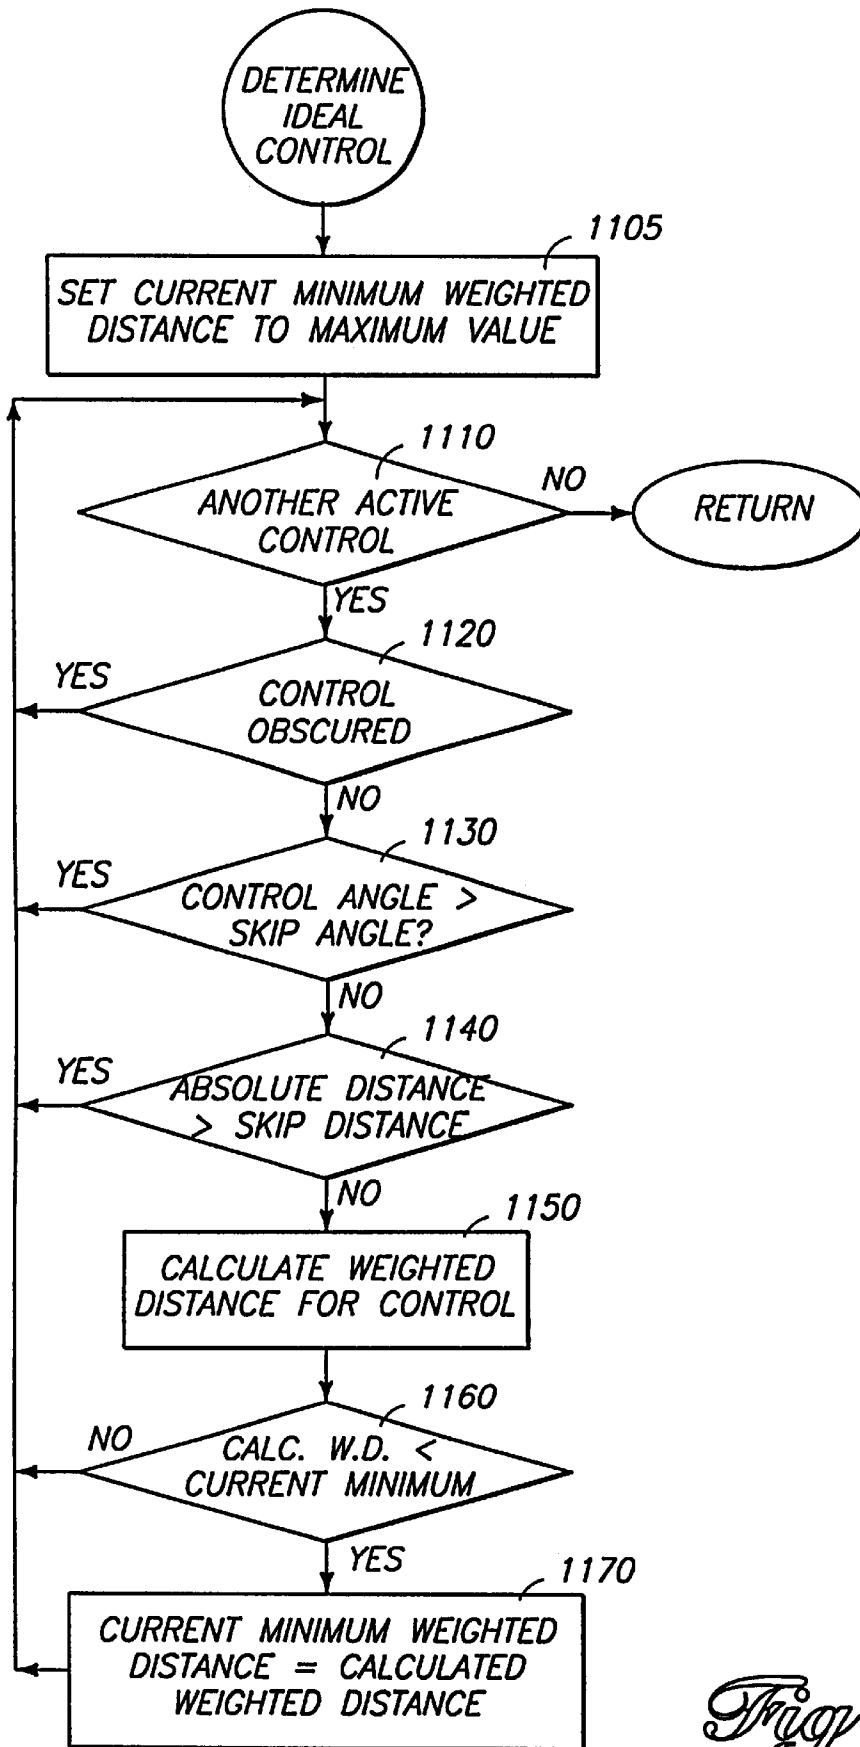 DETERMINE
IDEAL
CONTROL
1105
SET CURRENT MINIMUM WEIGHTED
DISTANCE TO MAXIMUM VALUE
1110
ANOTHER ACTIVE
CONTROL
NO
RETURN
YES
1120
YES
CONTROL
OBSCURED
NO
1130
YES
CONTROL ANGLE >
SKIP ANGLE?
NO
1140
YES
ABSOLUTE DISTANCE
> SKIP DISTANCE
NO
1150
CALCULATE WEIGHTED
DISTANCE FOR CONTROL
1160
NO
CALC. W.D. <
CURRENT MINIMUM
YES
1170
CURRENT MINIMUM WEIGHTED
DISTANCE = CALCULATED
WEIGHTED DISTANCE
Fig